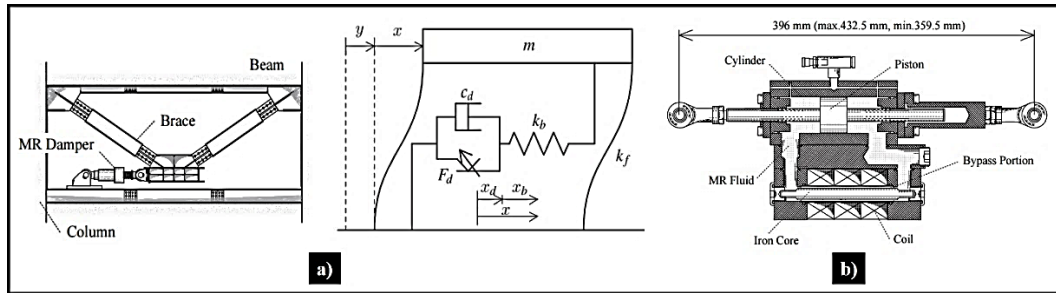 Beam
Brace
MR Damper
Column
y
x
m
c_d
k_b
F_d
k_f
x_d
x_b
x
a)
396 mm (max.432.5 mm, min.359.5 mm)
Cylinder
Piston
MR Fluid
Bypass Portion
Iron Core
Coil
b)